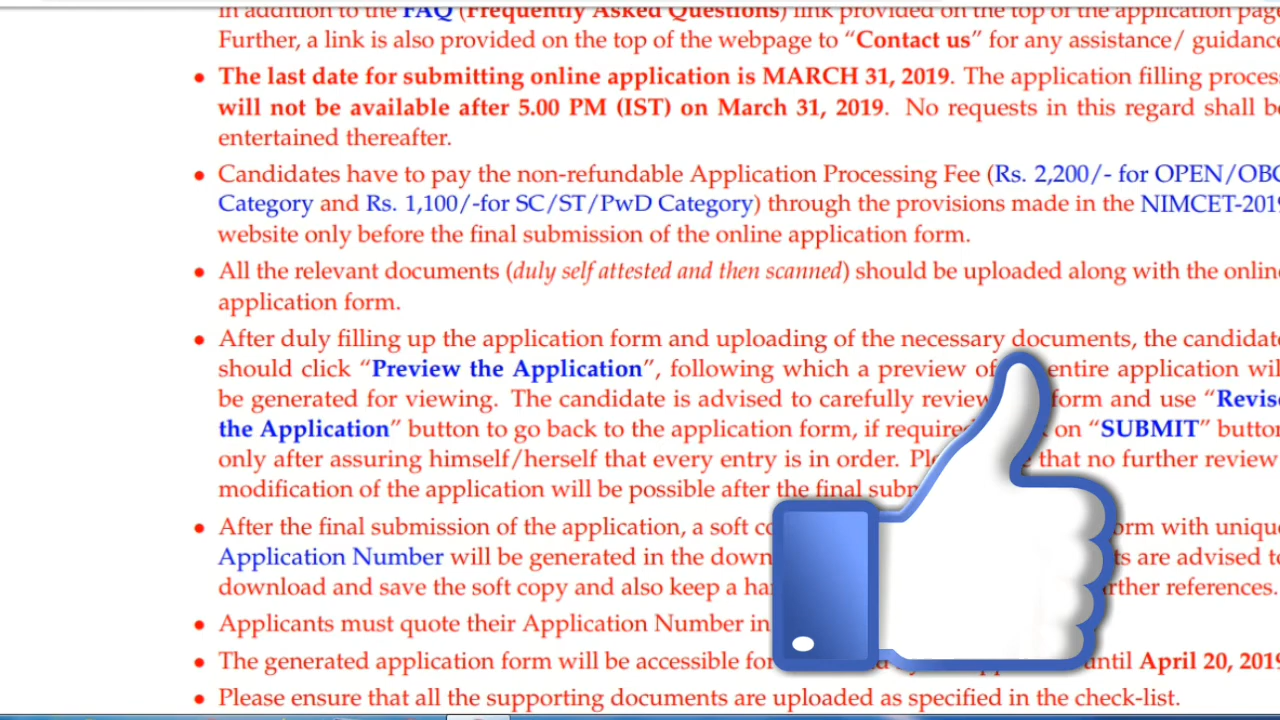 in addition to the FAQ (Frequently Asked Questions) link provided on the top of the application page
Further, a link is also provided on the top of the webpage to “Contact us” for any assistance/ guidance
• The last date for submitting online application is MARCH 31, 2019. The application filling process
will not be available after 5.00 PM (IST) on March 31, 2019. No requests in this regard shall be
entertained thereafter.
• Candidates have to pay the non-refundable Application Processing Fee (Rs. 2,200/- for OPEN/OBC
Category and Rs. 1,100/-for SC/ST/PwD Category) through the provisions made in the NIMCET-2019
website only before the final submission of the online application form.
• All the relevant documents (duly self attested and then scanned) should be uploaded along with the online
application form.
• After duly filling up the application form and uploading of the necessary documents, the candidate
should click “Preview the Application”, following which a preview of entire application will
be generated for viewing. The candidate is advised to carefully review form and use “Revise
the Application” button to go back to the application form, if required on “SUBMIT” button
only after assuring himself/herself that every entry is in order. that no further review
modification of the application will be possible after the final
• After the final submission of the application, a soft with unique
Application Number will be generated in the are advised to
download and save the soft copy and also keep a references.
• Applicants must quote their Application Number in
• The generated application form will be accessible for until April 20, 2019
• Please ensure that all the supporting documents are uploaded as specified in the check-list.